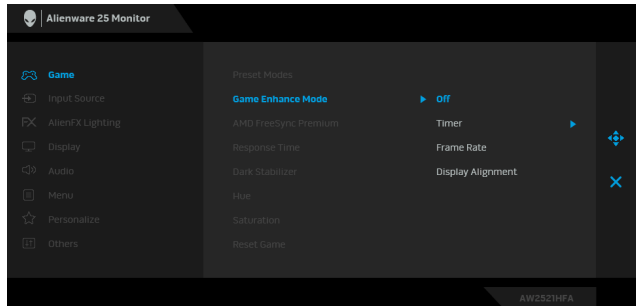 Alienware 25 Monitor
Game
Input Source
AlienFX Lighting
Display
Audio
Menu
Personalize
Others
Preset Modes
Game Enhance Mode
AMD FreeSync Premium
Response Time
Dark Stabilizer
Hue
Saturation
Reset Game
Off
Timer
Frame Rate
Display Alignment
AW2521HFA